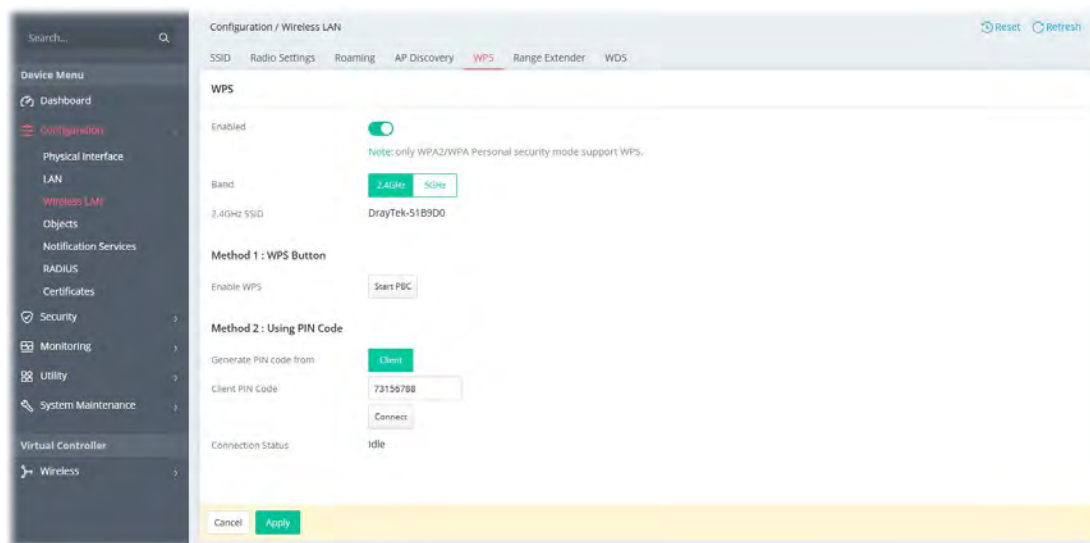 Search...
Device Menu
Dashboard
Configuration
Physical Interface
LAN
Wireless LAN
Objects
Notification Services
RADIUS
Certificates
Security
Monitoring
Utility
System Maintenance
Virtual Controller
Wireless
Configuration / Wireless LAN
Reset Refresh
SSID Radio Settings Roaming AP Discovery WPS Range Extender WDS
WPS
Enabled
Note: only WPA2/WPA Personal security mode support WPS.
Band 2.4GHz 5GHz
2.4GHz SSID DrayTek-51B9D0
Method 1 : WPS Button
Enable WPS Start PBC
Method 2 : Using PIN Code
Generate PIN code from Client
Client PIN Code 73156788
Connect
Connection Status Idle
Cancel Apply